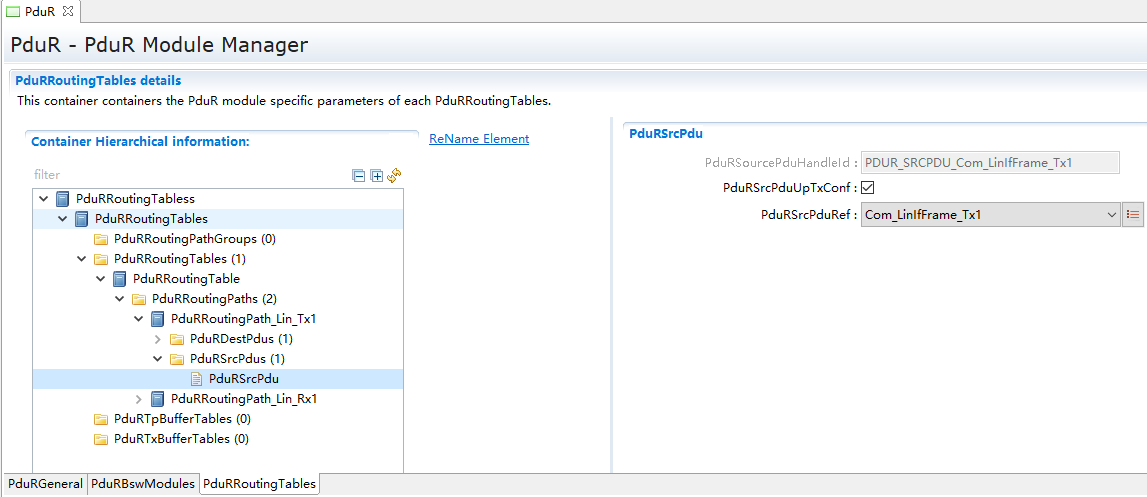 PduR
PduR - PduR Module Manager
PduRRoutingTables details
This container containers the PduR module specific parameters of each PduRRoutingTables.
Container Hierarchical information:
ReName Element
filter
PduRRoutingTabless
PduRRoutingTables
PduRRoutingPathGroups (0)
PduRRoutingTables (1)
PduRRoutingTable
PduRRoutingPaths (2)
PduRRoutingPath_Lin_Tx1
PduRDestPdus (1)
PduRSrcPdus (1)
PduRSrcPdu
PduRRoutingPath_Lin_Rx1
PduRTpBufferTables (0)
PduRTxBufferTables (0)
PduRSrcPdu
PduRSourcePduHandleId : PDUR_SRCPDU_Com_LinIfFrame_Tx1
PduRSrcPduUpTxConf :
PduRSrcPduRef : Com_LinIfFrame_Tx1
PduRGeneral PduRBswModules PduRRoutingTables